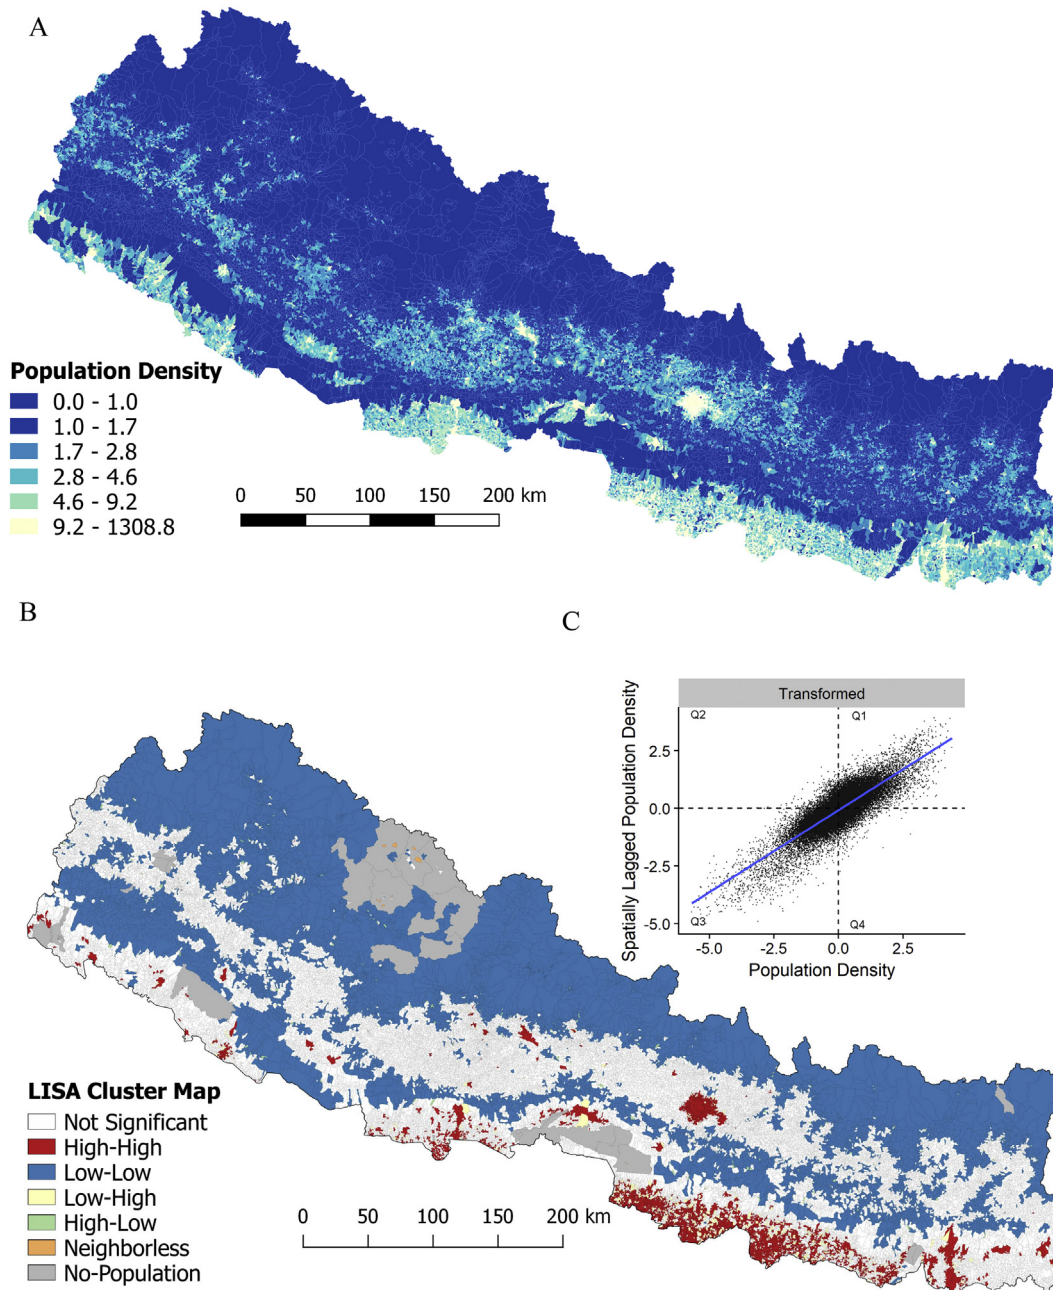 A
Population Density
0.0 - 1.0
1.0 - 1.7
1.7 - 2.8
2.8 - 4.6
4.6 - 9.2
9.2 - 1308.8
0 50 100 150 200 km
B
C
Transformed
Q2 Q1
2.5
0.0
-2.5
-5.0
Q3 Q4
-5.0 -2.5 0.0 2.5
Population Density
Spatially Lagged Population Density
LISA Cluster Map
Not Significant
High-High
Low-Low
Low-High
High-Low
Neighborless
No-Population
0 50 100 150 200 km